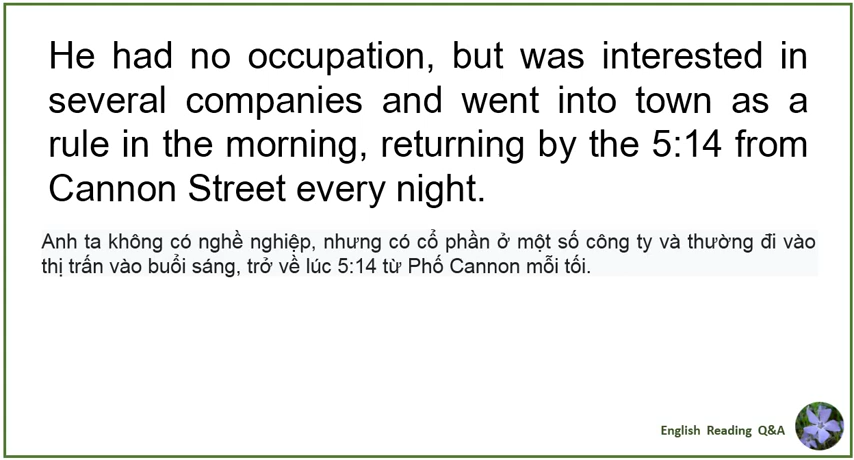 He had no occupation, but was interested in
several companies and went into town as a
rule in the morning, returning by the 5:14 from
Cannon Street every night.
Anh ta không có nghề nghiệp, nhưng có cổ phần ở một số công ty và thường đi vào
thị trấn vào buổi sáng, trở về lúc 5:14 từ Phố Cannon mỗi tối.
English Reading Q&A